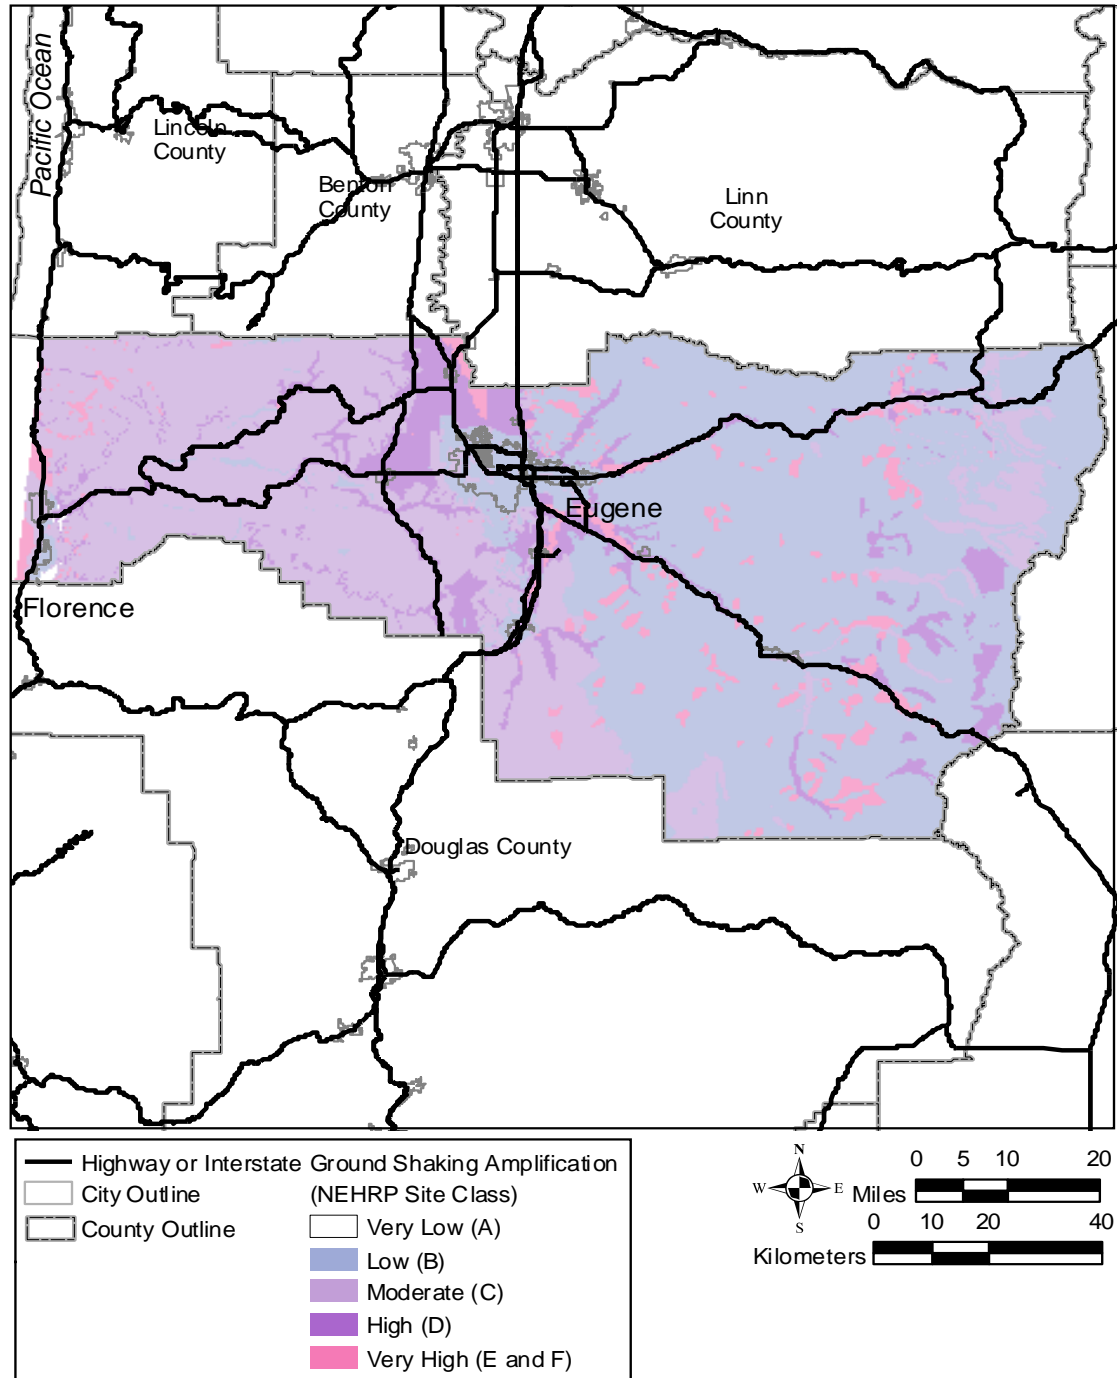 Pacific Ocean
Lincoln
County
Benton
County
Linn
County
Eugene
Florence
Douglas County
Highway or Interstate
City Outline
County Outline
Ground Shaking Amplification
(NEHRP Site Class)
Very Low (A)
Low (B)
Moderate (C)
High (D)
Very High (E and F)
N
W
E
S
0 5 10 20
Miles
0 10 20 40
Kilometers